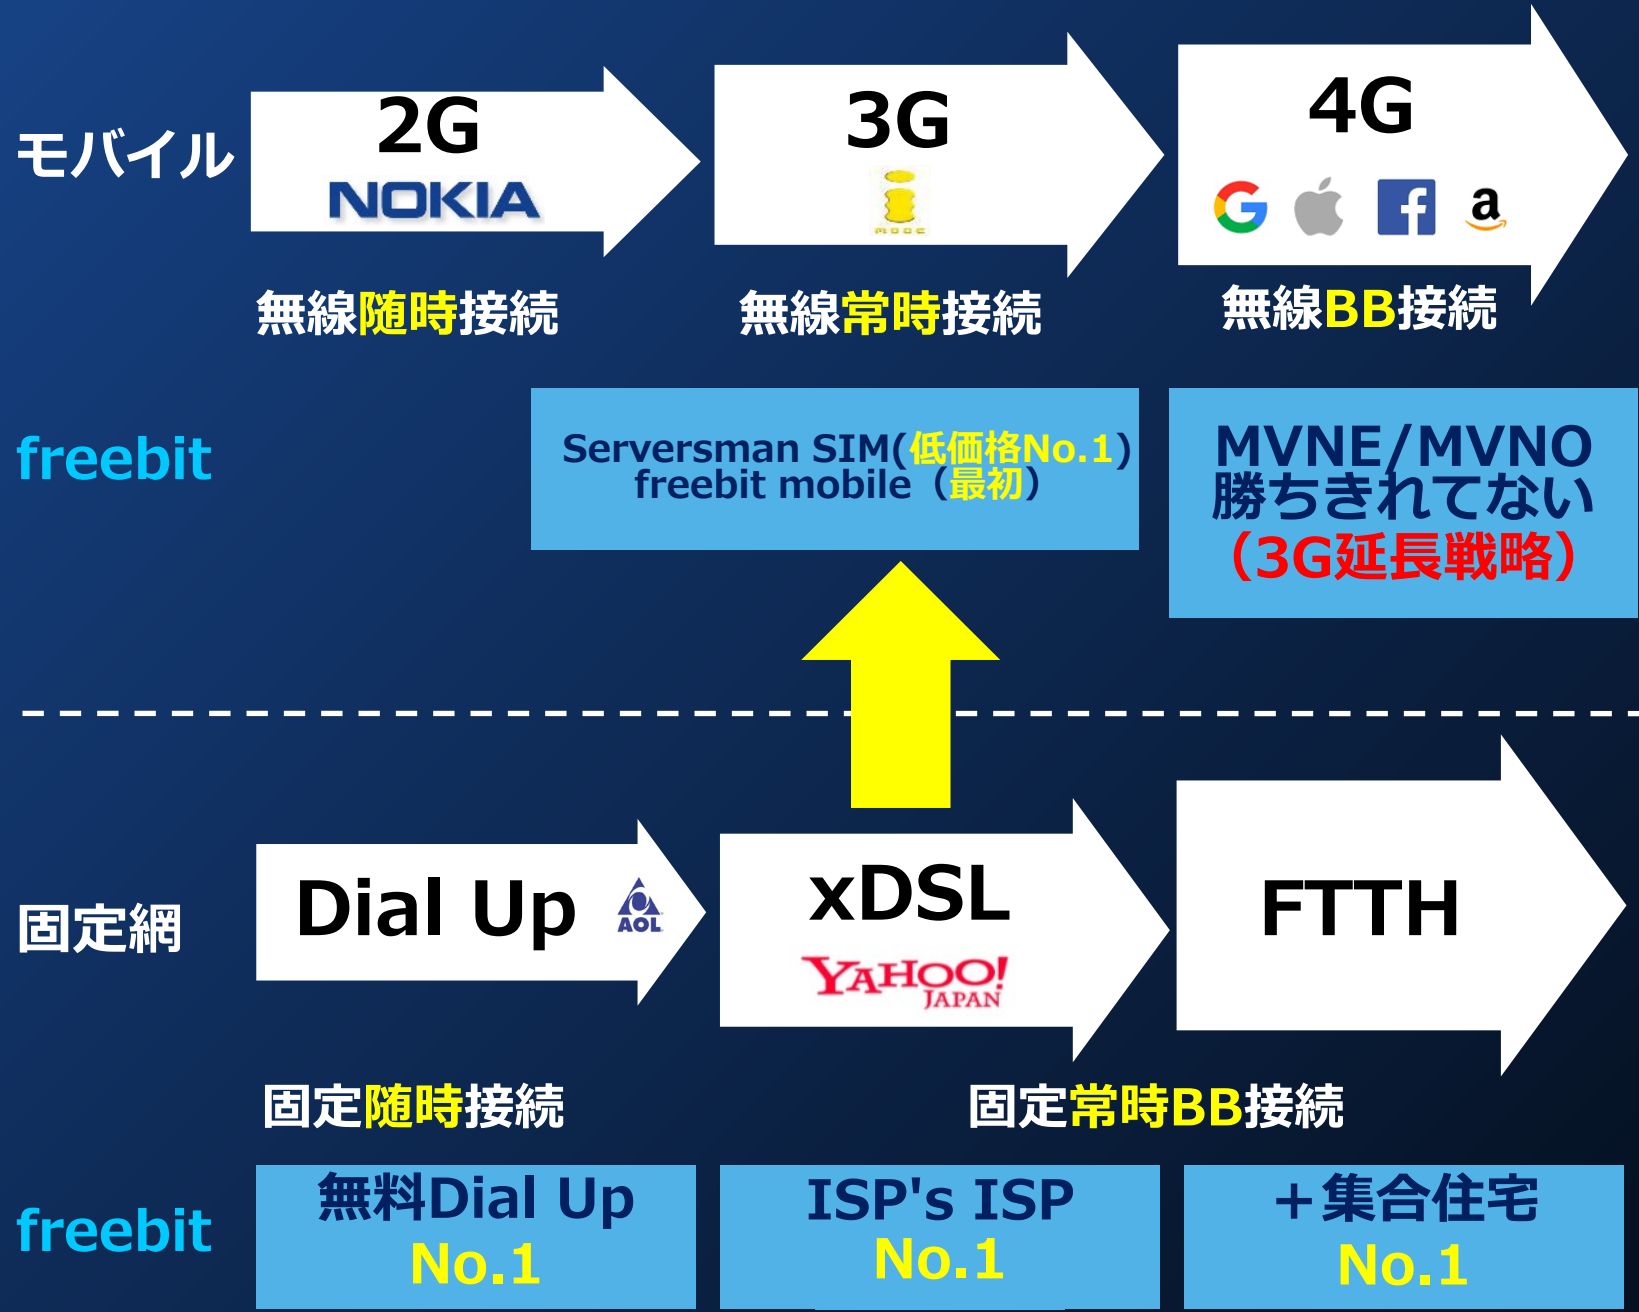 モバイル
2G
NOKIA
3G
i
MODE
4G
G
f
a
無線随時接続
無線常時接続
無線BB接続
freebit
Serversman SIM(低価格No.1)
freebit mobile（最初）
MVNE/MVNO
勝ちきれてない
（3G延長戦略）
固定網
Dial Up
AOL
xDSL
YAHOO!
JAPAN
FTTH
固定随時接続
固定常時BB接続
freebit
無料Dial Up
No.1
ISP's ISP
No.1
＋集合住宅
No.1